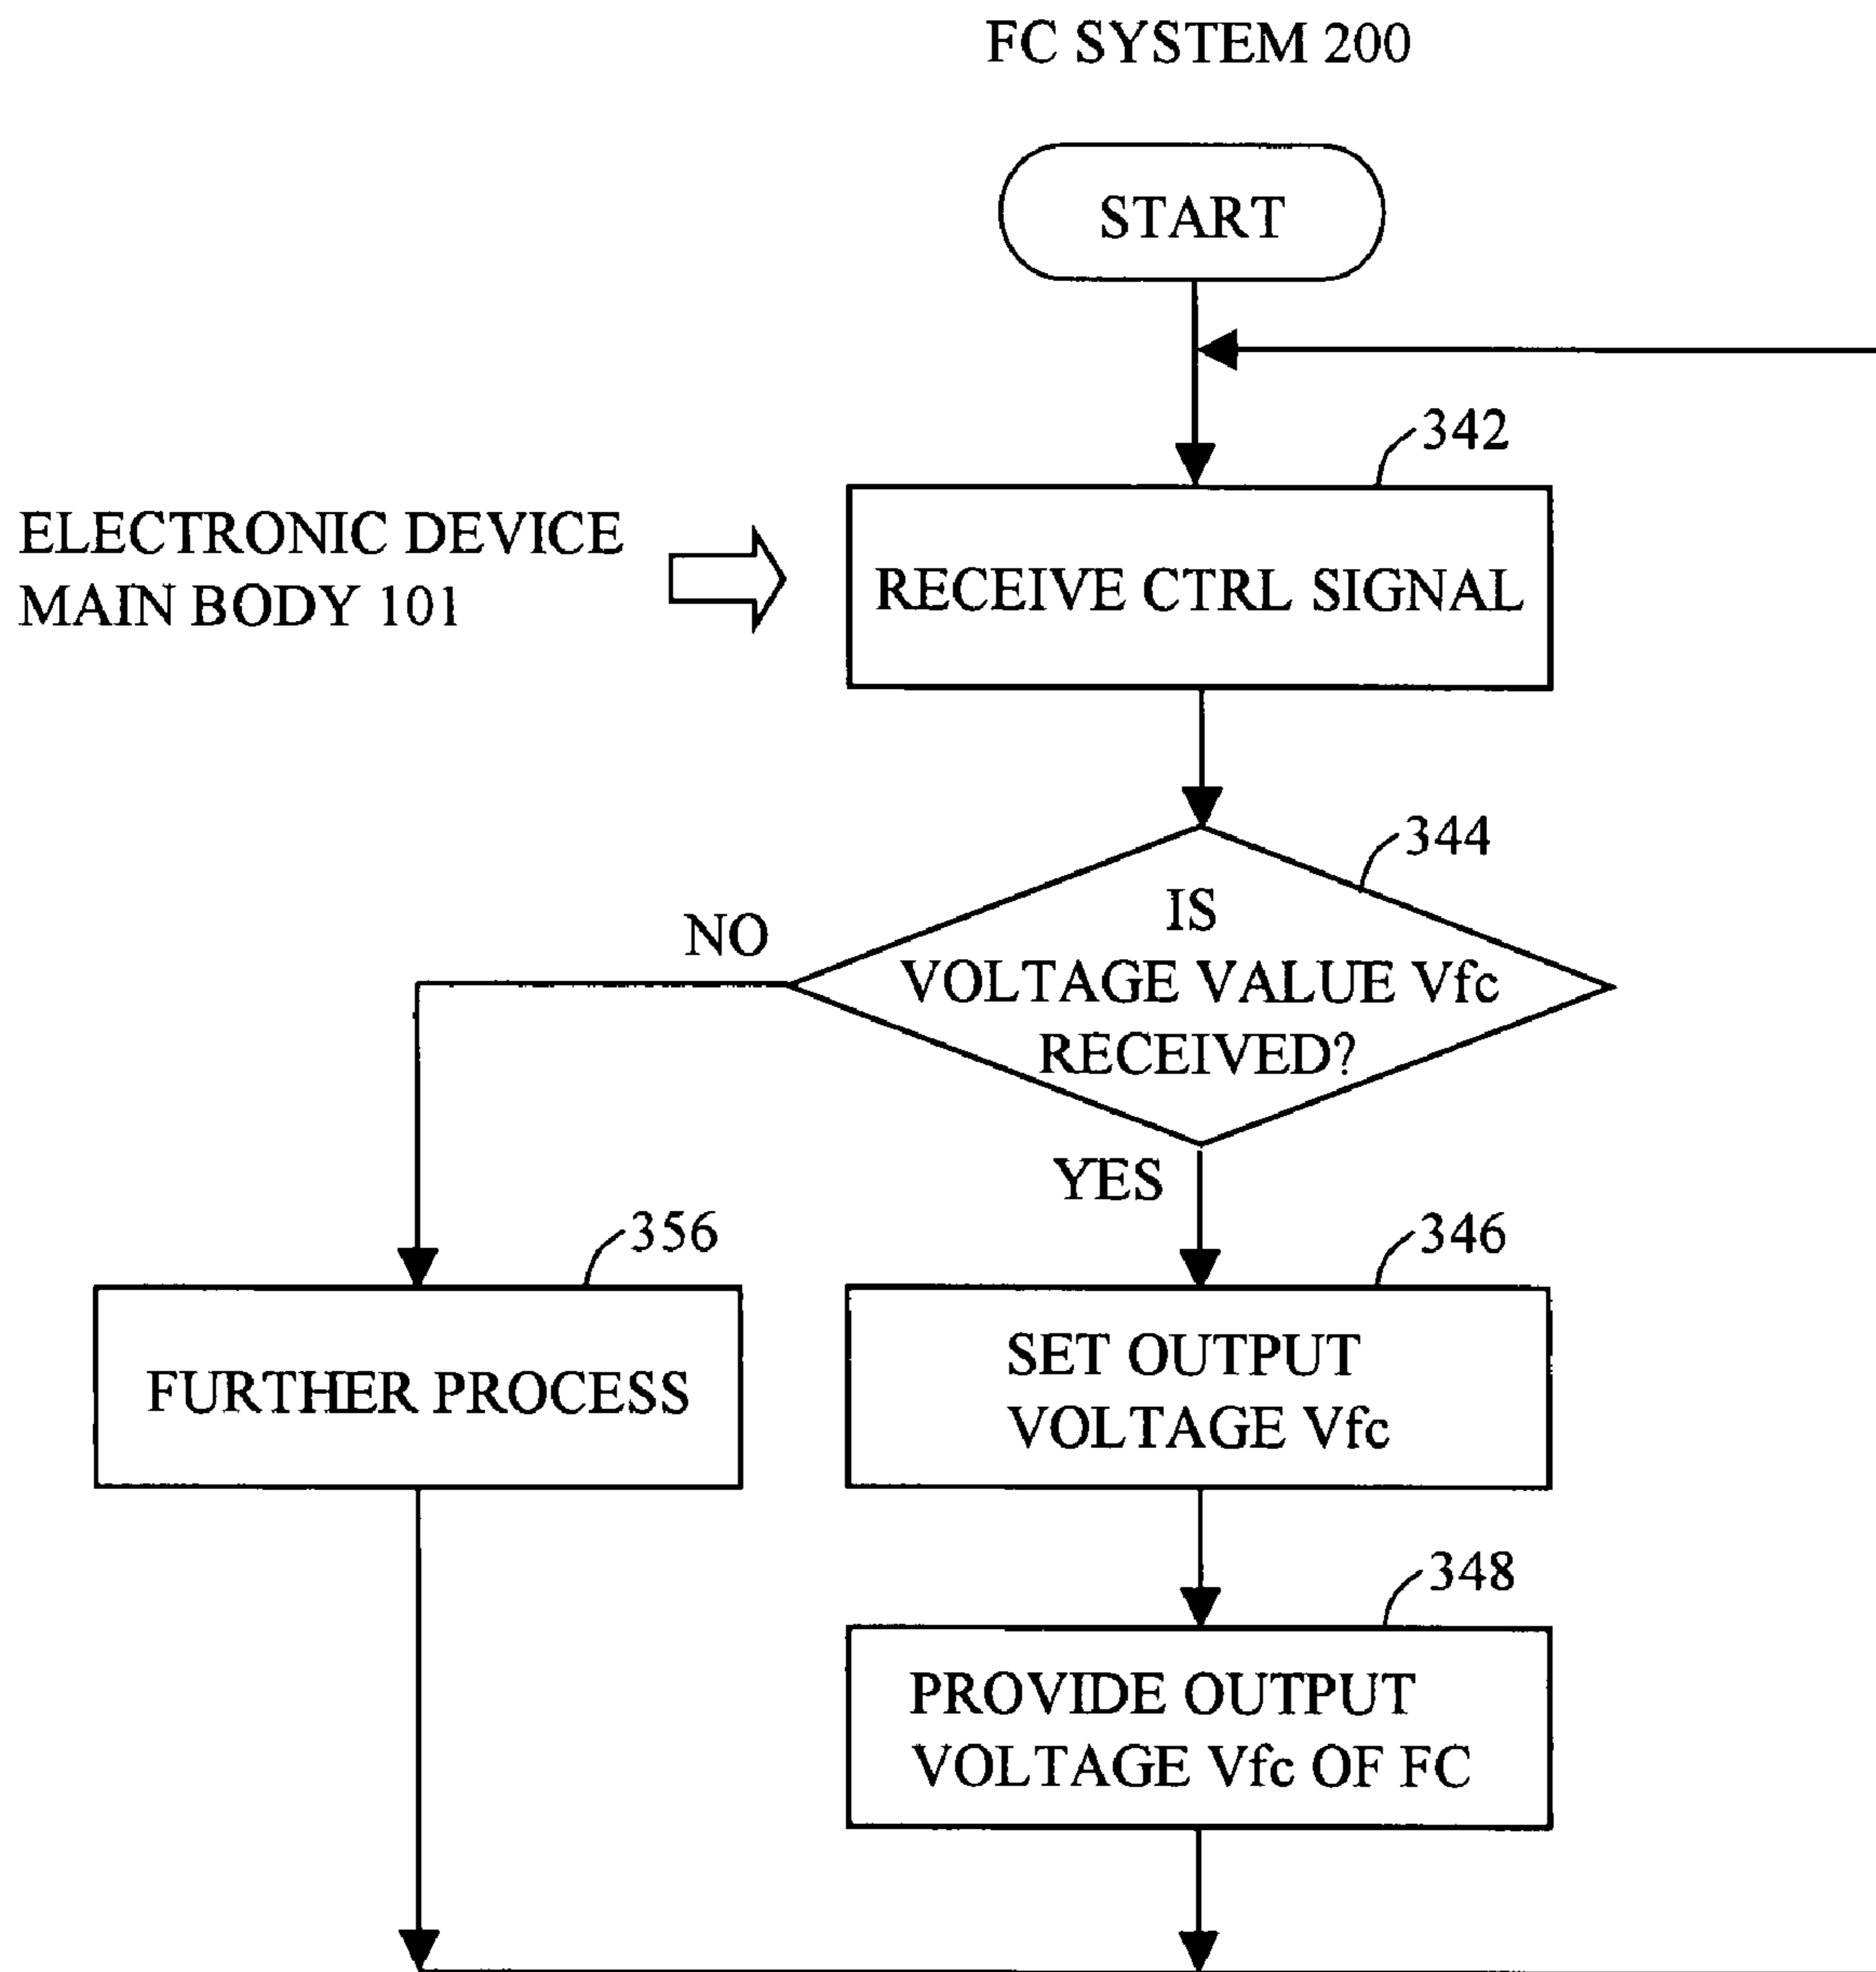 FC SYSTEM 200
START
342
ELECTRONIC DEVICE
MAIN BODY 101
RECEIVE CTRL SIGNAL
344
IS
VOLTAGE VALUE Vfc
RECEIVED?
NO
YES
356
FURTHER PROCESS
346
SET OUTPUT
VOLTAGE Vfc
348
PROVIDE OUTPUT
VOLTAGE Vfc OF FC